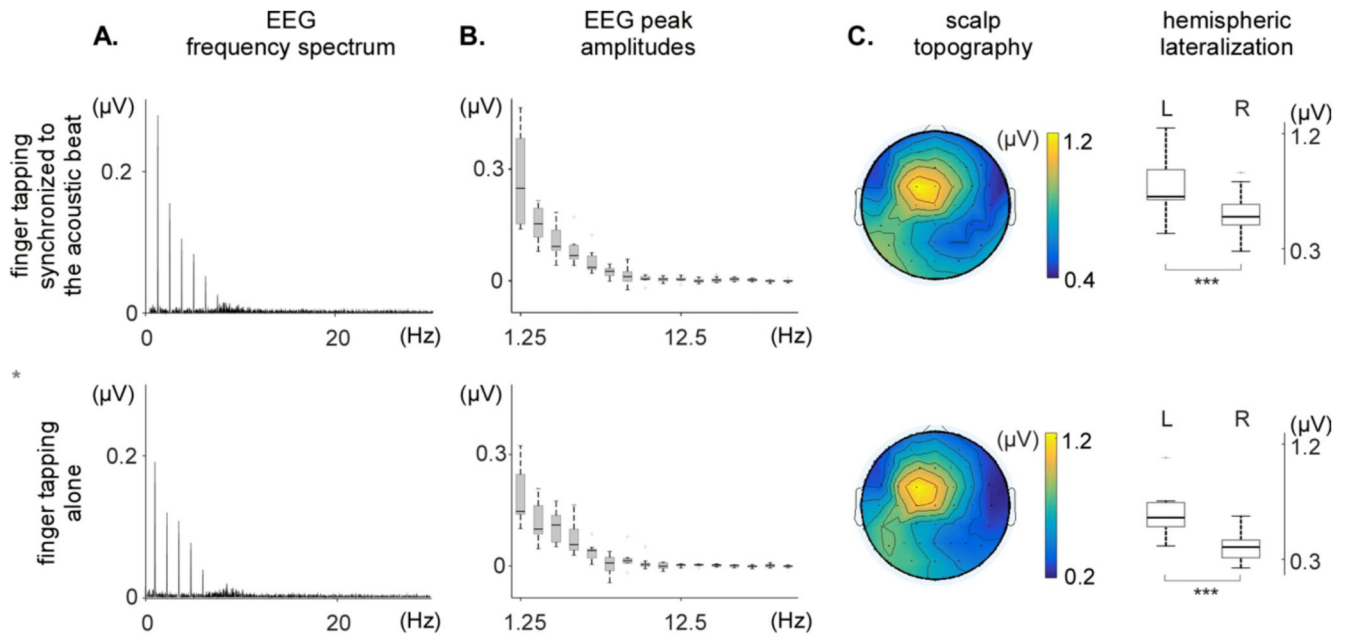 A.
EEG
frequency spectrum
B.
EEG peak
amplitudes
C.
scalp
topography
hemispheric
lateralization
finger tapping
synchronized to
the acoustic beat
(µV)
0.2
0
0
20
(Hz)
(µV)
0.3
0
1.25
12.5
(Hz)
(µV)
1.2
0.4
L
R
(µV)
1.2
0.3
***
*
finger tapping
alone
(µV)
0.2
0
0
20
(Hz)
(µV)
0.3
0
1.25
12.5
(Hz)
(µV)
1.2
0.2
L
R
(µV)
1.2
0.3
***